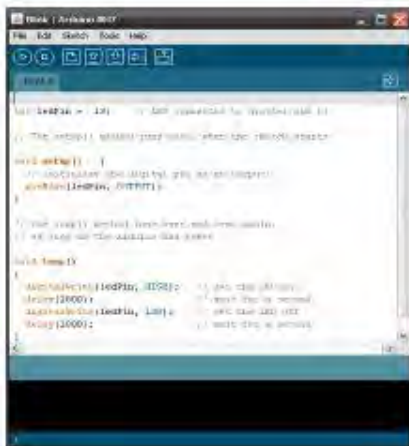 Blink | Arduino 0017
File Edit Sketch Tools Help
int ledPin = 13; // LED connected to digital pin 13
// The setup() method runs once, when the sketch starts
void setup() {
// initialize the digital pin as an output:
pinMode(ledPin, OUTPUT);
}
// the loop() method runs over and over again,
// as long as the Arduino has power
void loop()
{
digitalWrite(ledPin, HIGH); // set the LED on
delay(1000); // wait for a second
digitalWrite(ledPin, LOW); // set the LED off
delay(1000); // wait for a second
}